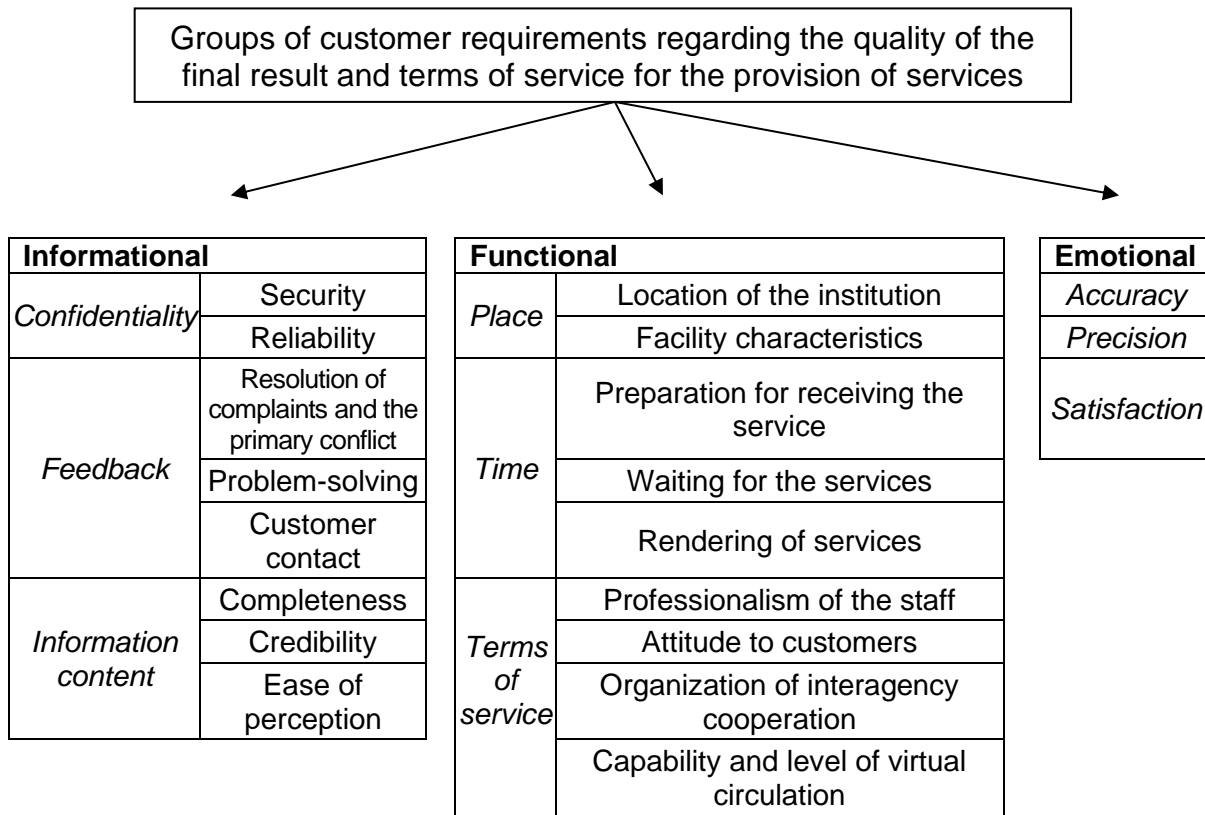 Groups of customer requirements regarding the quality of the
final result and terms of service for the provision of services
Informational
Confidentiality
Security
Reliability
Feedback
Resolution of
complaints and the
primary conflict
Problem-solving
Customer
contact
Information
content
Completeness
Credibility
Ease of
perception
Functional
Place
Location of the institution
Facility characteristics
Time
Preparation for receiving the
service
Waiting for the services
Rendering of services
Terms
of
service
Professionalism of the staff
Attitude to customers
Organization of interagency
cooperation
Capability and level of virtual
circulation
Emotional
Accuracy
Precision
Satisfaction